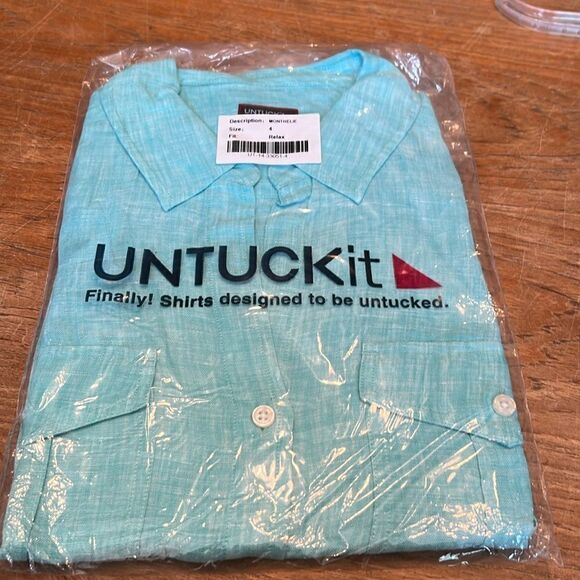 UNTUCKit
Description: MONTHELIE
Size: 4
Fit: Relax
UNTUCKit
Finally! Shirts designed to be untucked.